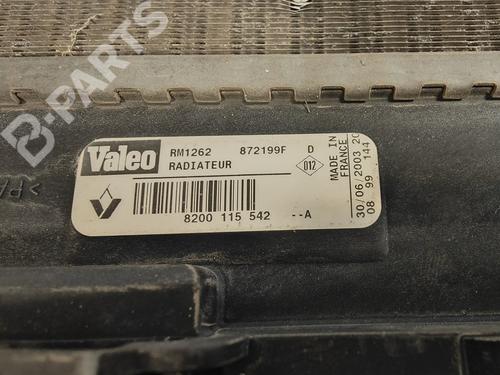 B-PARTS
Valeo RM1262 872199F D
RADIATEUR
012
8200 115 542 --A
MADE IN
FRANCE
30/06/2003 20
08 99 144
>PA